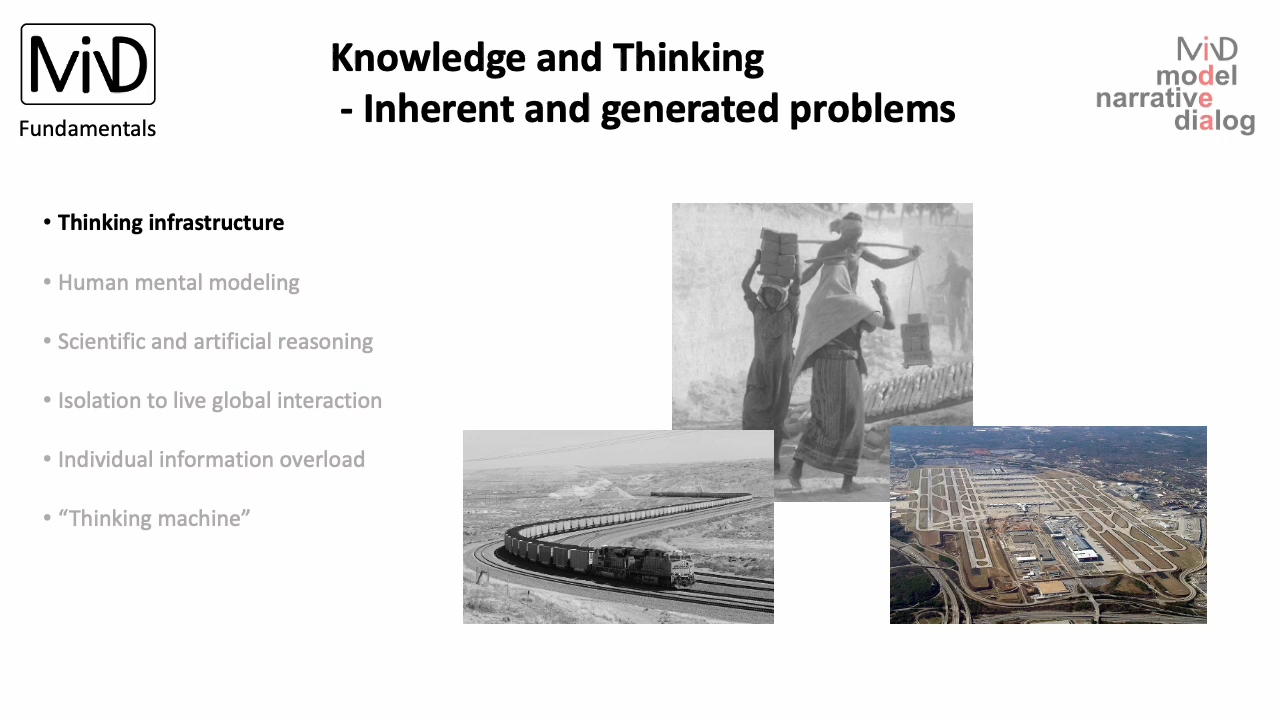 MiND
Fundamentals
Knowledge and Thinking
- Inherent and generated problems
MiND
model
narrative
dialog
• Thinking infrastructure
• Human mental modeling
• Scientific and artificial reasoning
• Isolation to live global interaction
• Individual information overload
• “Thinking machine”